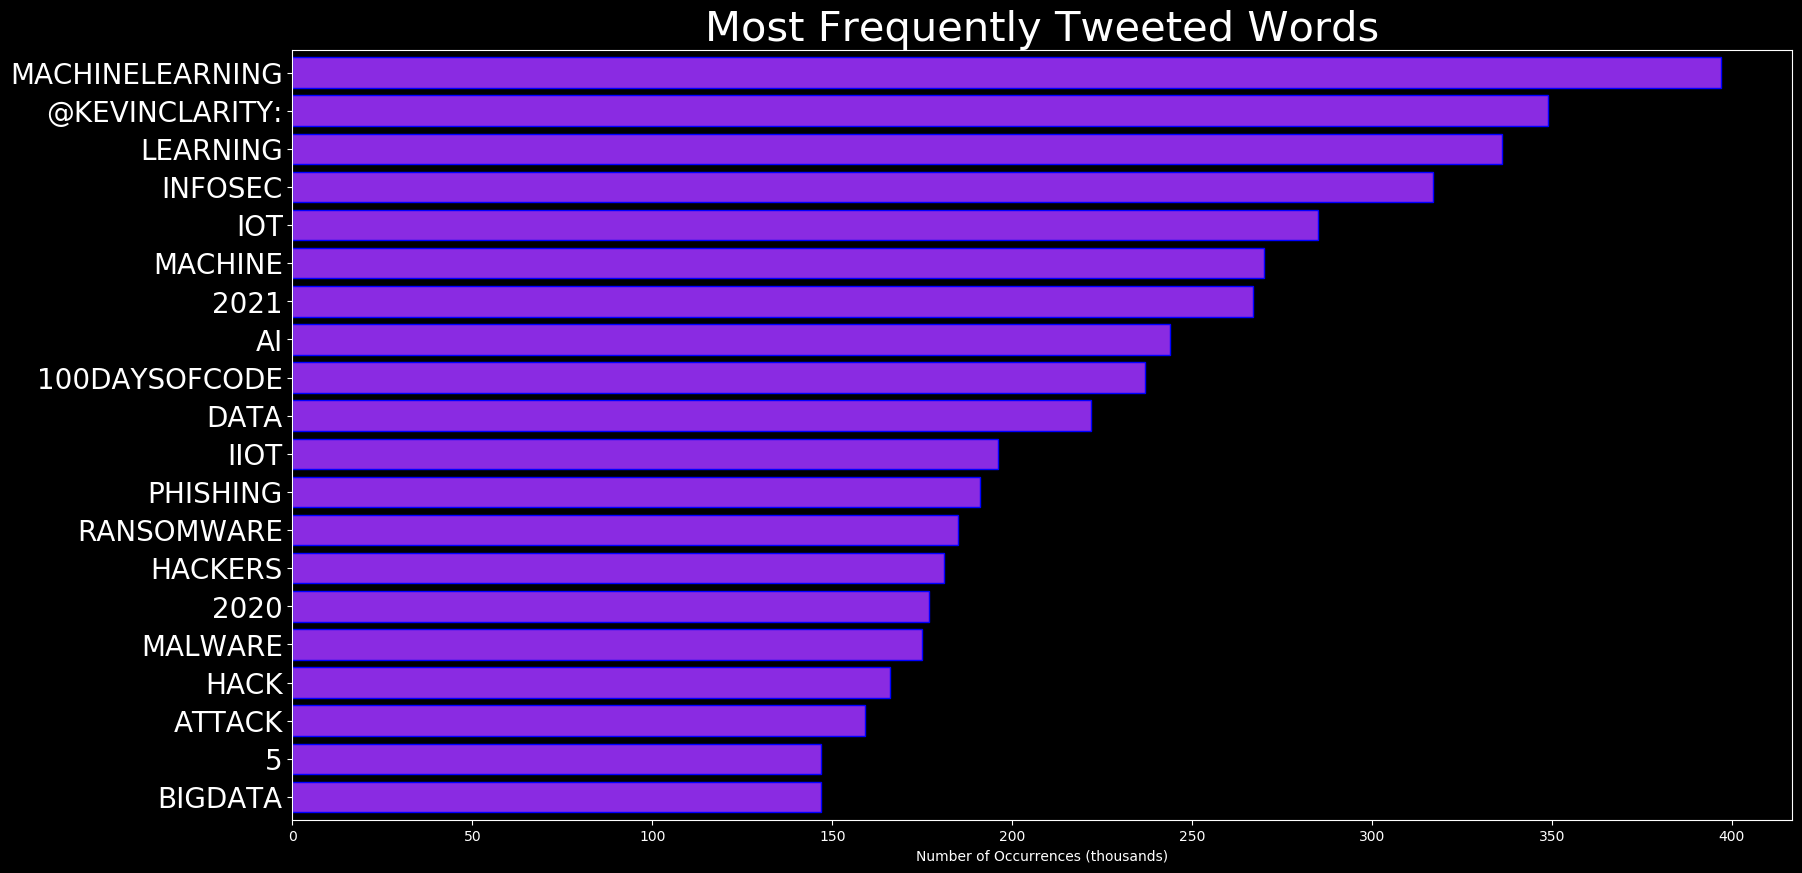 Most Frequently Tweeted Words
MACHINELEARNING
@KEVINCLARITY:
LEARNING
INFOSEC
IOT
MACHINE
2021
AI
100DAYSOFCODE
DATA
IIOT
PHISHING
RANSOMWARE
HACKERS
2020
MALWARE
HACK
ATTACK
5
BIGDATA
0 50 100 150 200 250 300 350 400
Number of Occurrences (thousands)